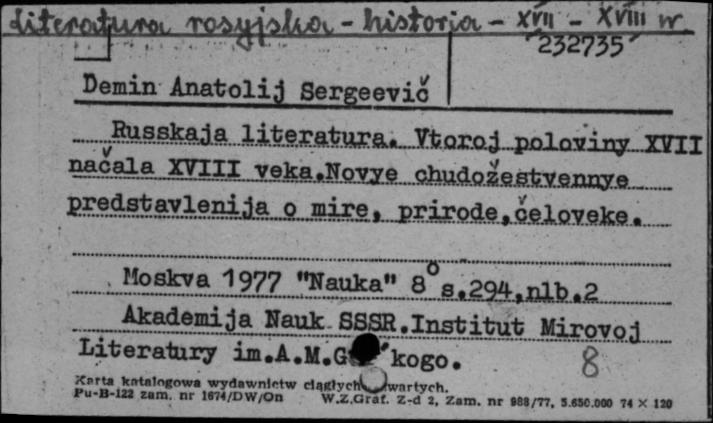 Literatura rosyjska - historja - XVII - XVIII w.
232735
Demin Anatolij Sergeevič
Russkaja literatura. Vtoroj poloviny XVII
načala XVIII veka.Novye chudožestvennye
predstavlenija o mire, prirode,čeloveke.
Moskva 1977 "Nauka" 8° s.294,nlb.2
Akademija Nauk SSSR.Institut Mirovoj
Literatury im.A.M.G kogo.
8
Karta katalogowa wydawnictw ciągłych wartych.
Pu-B-122 zam. nr 1674/DW/On W.Z.Graf. Z-d 2, Zam. nr 988/77, 5.650.000 74 × 120